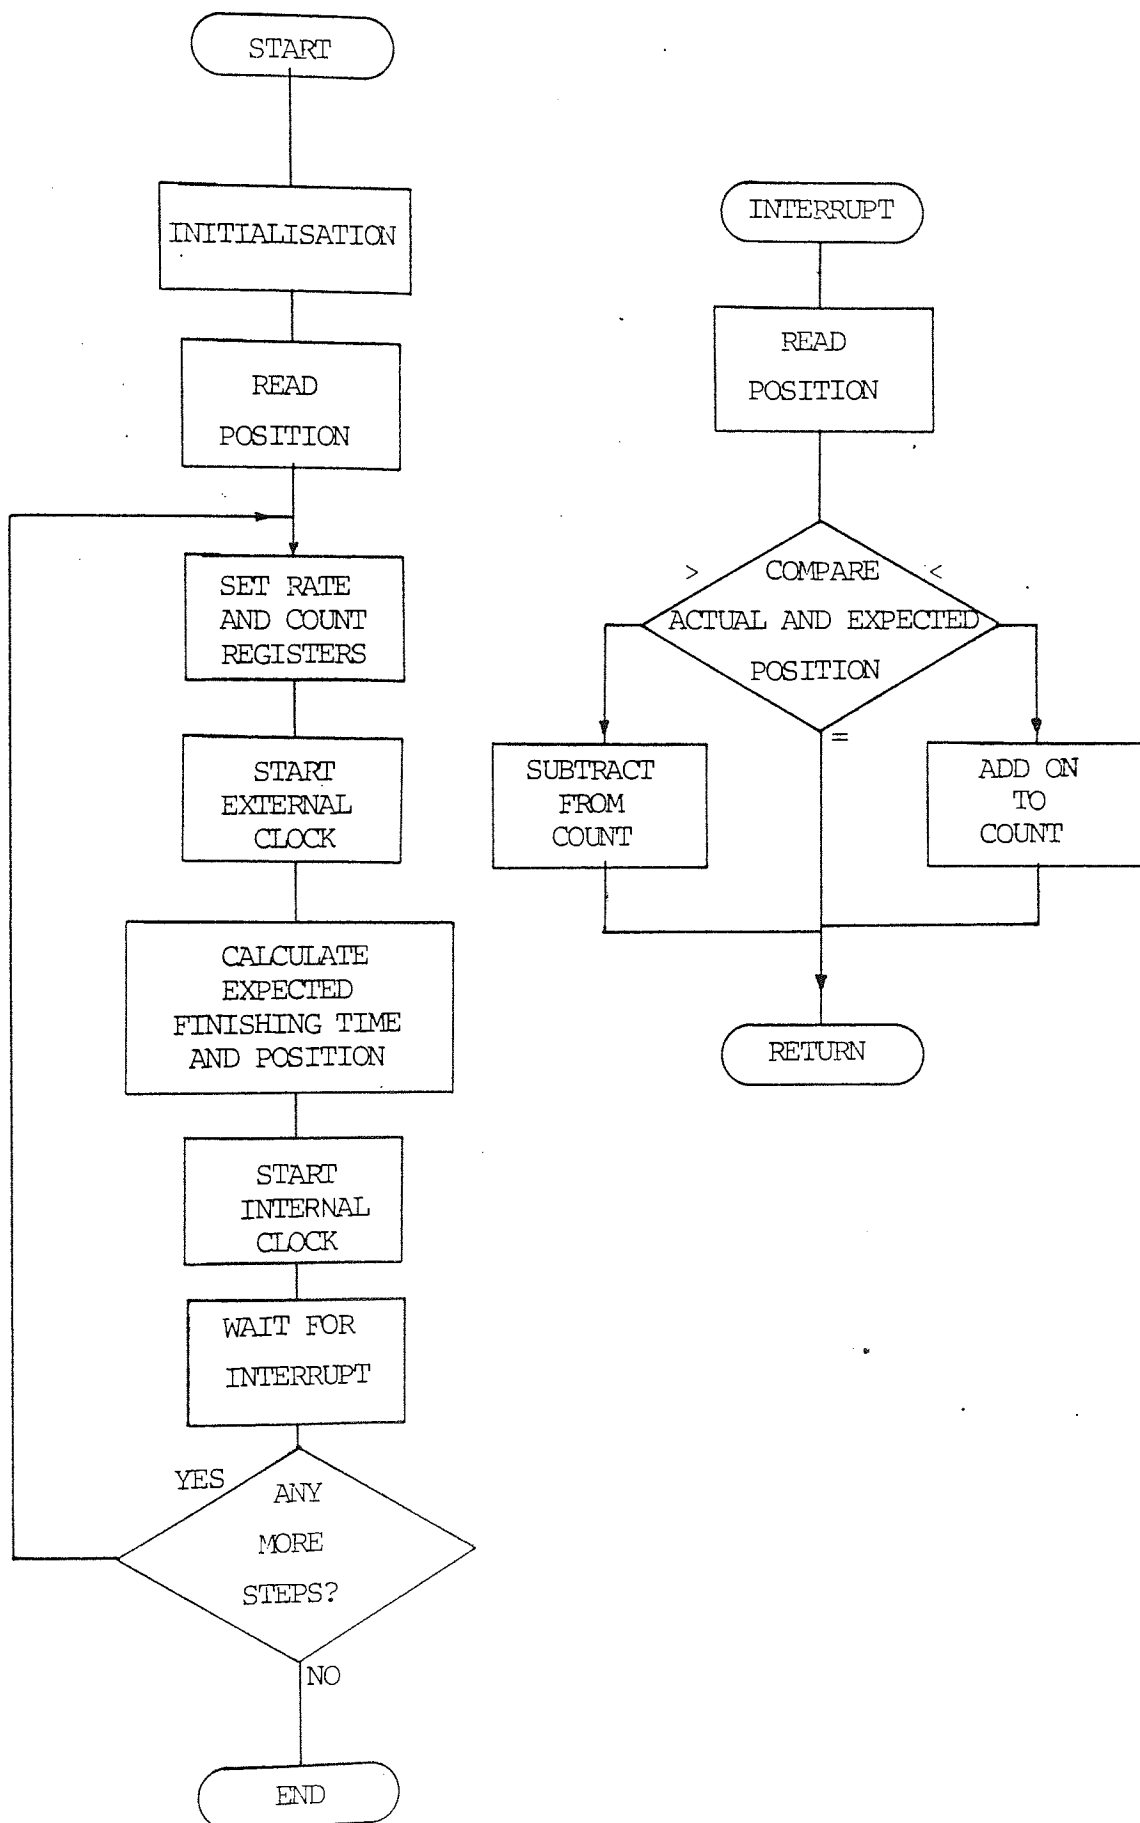 START
INITIALISATION
READ
POSITION
SET RATE
AND COUNT
REGISTERS
START
EXTERNAL
CLOCK
CALCULATE
EXPECTED
FINISHING TIME
AND POSITION
START
INTERNAL
CLOCK
WAIT FOR
INTERRUPT
YES
ANY
MORE
STEPS?
NO
END
INTERRUPT
READ
POSITION
> COMPARE <
ACTUAL AND EXPECTED
POSITION
=
SUBTRACT
FROM
COUNT
ADD ON
TO
COUNT
RETURN